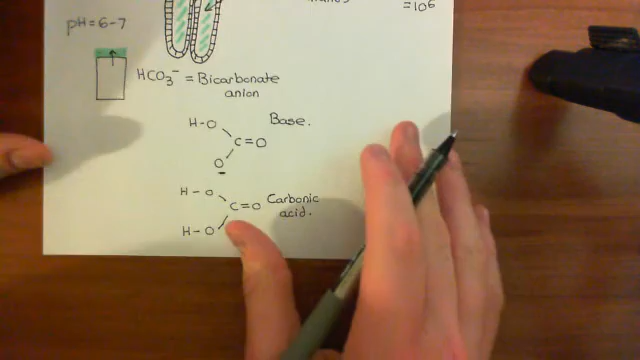 = 10⁶
pH = 6-7
HCO₃⁻ = Bicarbonate
anion
Base.
H-O
C=O
O
-
Carbonic
acid.
H-O
C=O
H-O